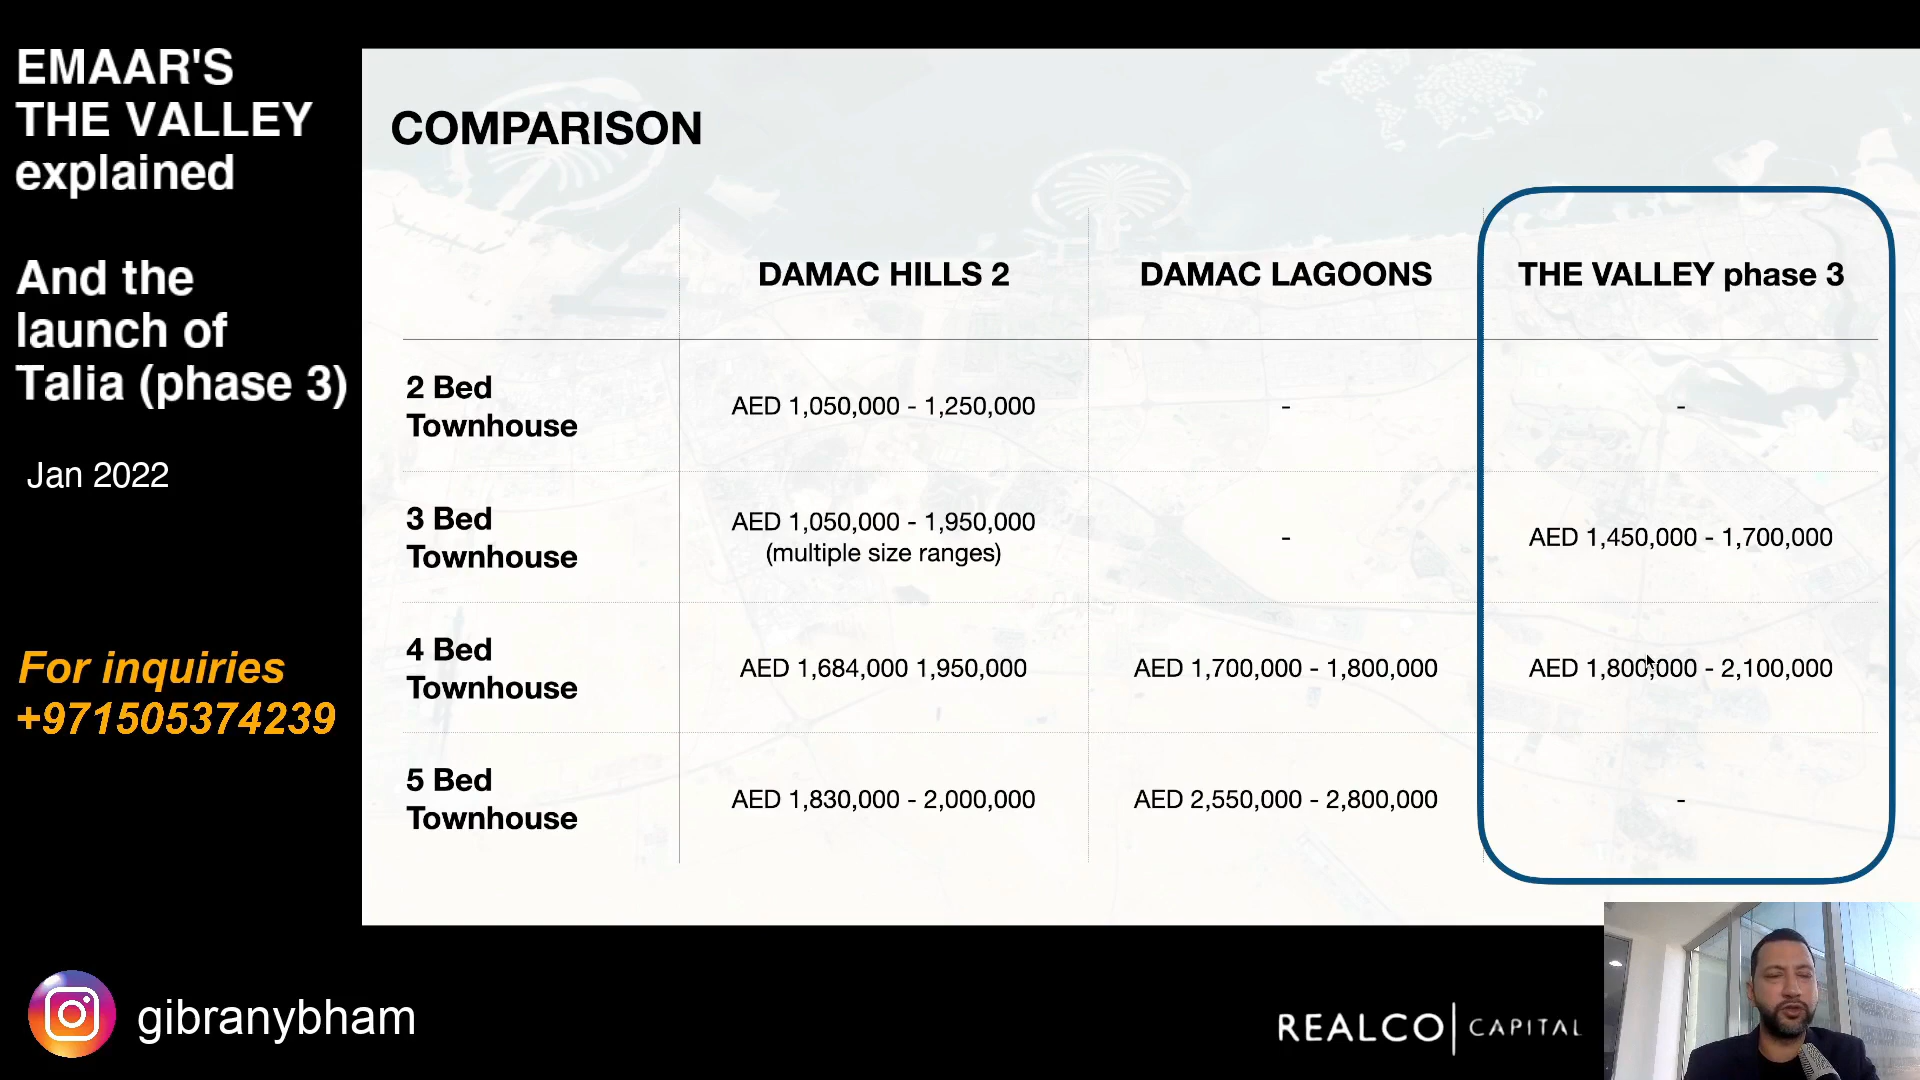 EMAAR'S
THE VALLEY
explained
And the
launch of
Talia (phase 3)
Jan 2022
For inquiries
+971505374239
gibranybham
COMPARISON
DAMAC HILLS 2 DAMAC LAGOONS THE VALLEY phase 3
2 Bed
Townhouse
AED 1,050,000 - 1,250,000 - -
3 Bed
Townhouse
AED 1,050,000 - 1,950,000
(multiple size ranges)
- AED 1,450,000 - 1,700,000
4 Bed
Townhouse
AED 1,684,000 1,950,000 AED 1,700,000 - 1,800,000 AED 1,800,000 - 2,100,000
5 Bed
Townhouse
AED 1,830,000 - 2,000,000 AED 2,550,000 - 2,800,000 -
REALCO CAPITAL